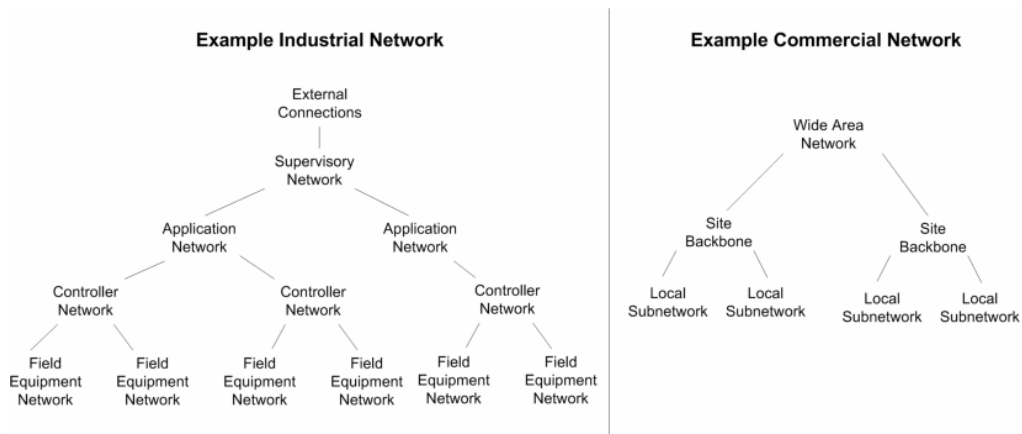 Example Industrial Network
External
Connections
Supervisory
Network
Application
Network
Application
Network
Controller
Network
Controller
Network
Controller
Network
Field
Equipment
Network
Field
Equipment
Network
Field
Equipment
Network
Field
Equipment
Network
Field
Equipment
Network
Field
Equipment
Network
Example Commercial Network
Wide Area
Network
Site
Backbone
Site
Backbone
Local
Subnetwork
Local
Subnetwork
Local
Subnetwork
Local
Subnetwork